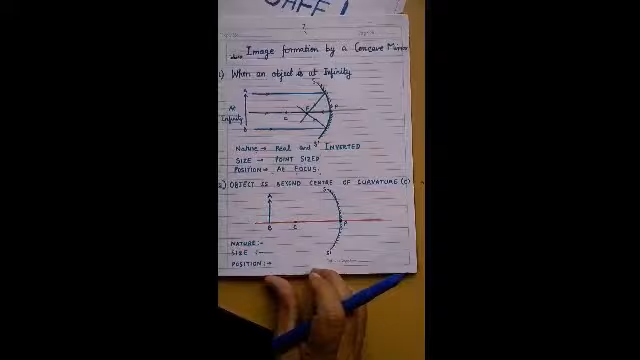 Image formation by a Concave Mirror
1) When an object is at Infinity
A
S
At
Infinity
C
F
P
B
S'
Nature → Real and Inverted
SIZE → POINT SIZED
POSITION → At FOCUS.
2) OBJECT IS BEYOND CENTRE OF CURVATURE (C)
A
S
B
C
P
NATURE :-
SIZE :-
S'
POSITION :→